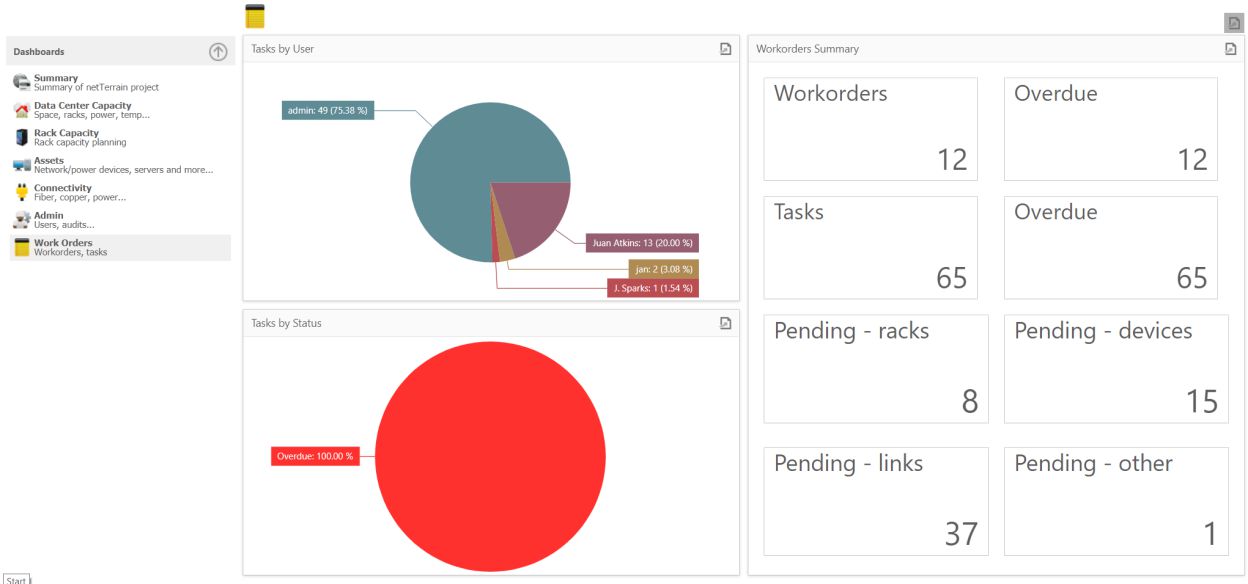 Dashboards
Summary
Summary of netTerrain project
Data Center Capacity
Space, racks, power, temp...
Rack Capacity
Rack capacity planning
Assets
Network/power devices, servers and more...
Connectivity
Fiber, copper, power...
Admin
Users, audits...
Work Orders
Workorders, tasks
Start
Tasks by User
admin: 49 (75.38 %)
Juan Atkins: 13 (20.00 %)
jan: 2 (3.08 %)
J. Sparks: 1 (1.54 %)
Tasks by Status
Overdue: 100.00 %
Workorders Summary
Workorders
12
Overdue
12
Tasks
65
Overdue
65
Pending - racks
8
Pending - devices
15
Pending - links
37
Pending - other
1